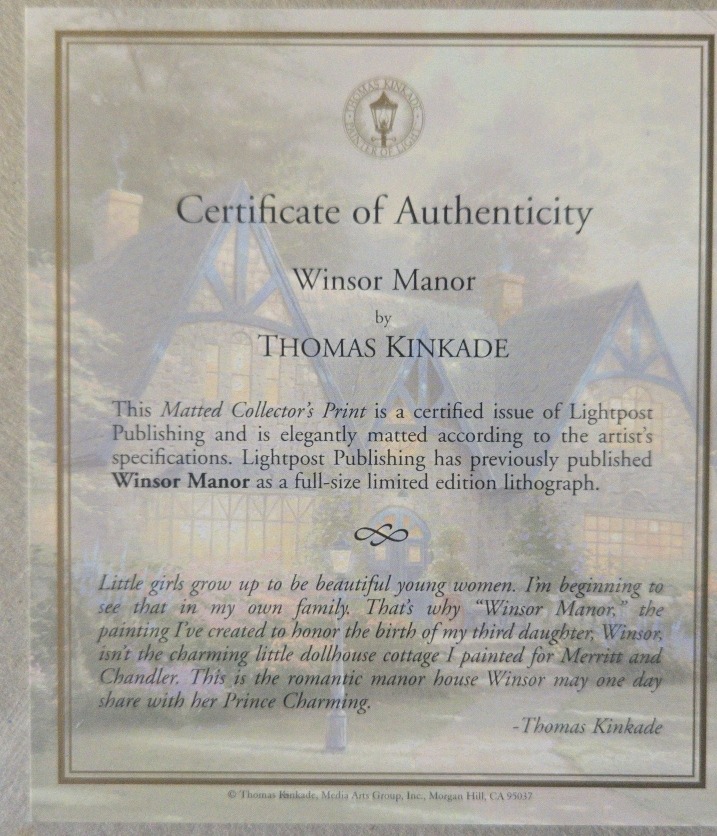 THOMAS KINKADE
PAINTER OF LIGHT
Certificate of Authenticity
Winsor Manor
by
THOMAS KINKADE
This Matted Collector's Print is a certified issue of Lightpost
Publishing and is elegantly matted according to the artist's
specifications. Lightpost Publishing has previously published
Winsor Manor as a full-size limited edition lithograph.
Little girls grow up to be beautiful young women. I'm beginning to
see that in my own family. That's why "Winsor Manor," the
painting I've created to honor the birth of my third daughter, Winsor,
isn't the charming little dollhouse cottage I painted for Merritt and
Chandler. This is the romantic manor house Winsor may one day
share with her Prince Charming.
-Thomas Kinkade
© Thomas Kinkade, Media Arts Group, Inc., Morgan Hill, CA 95037